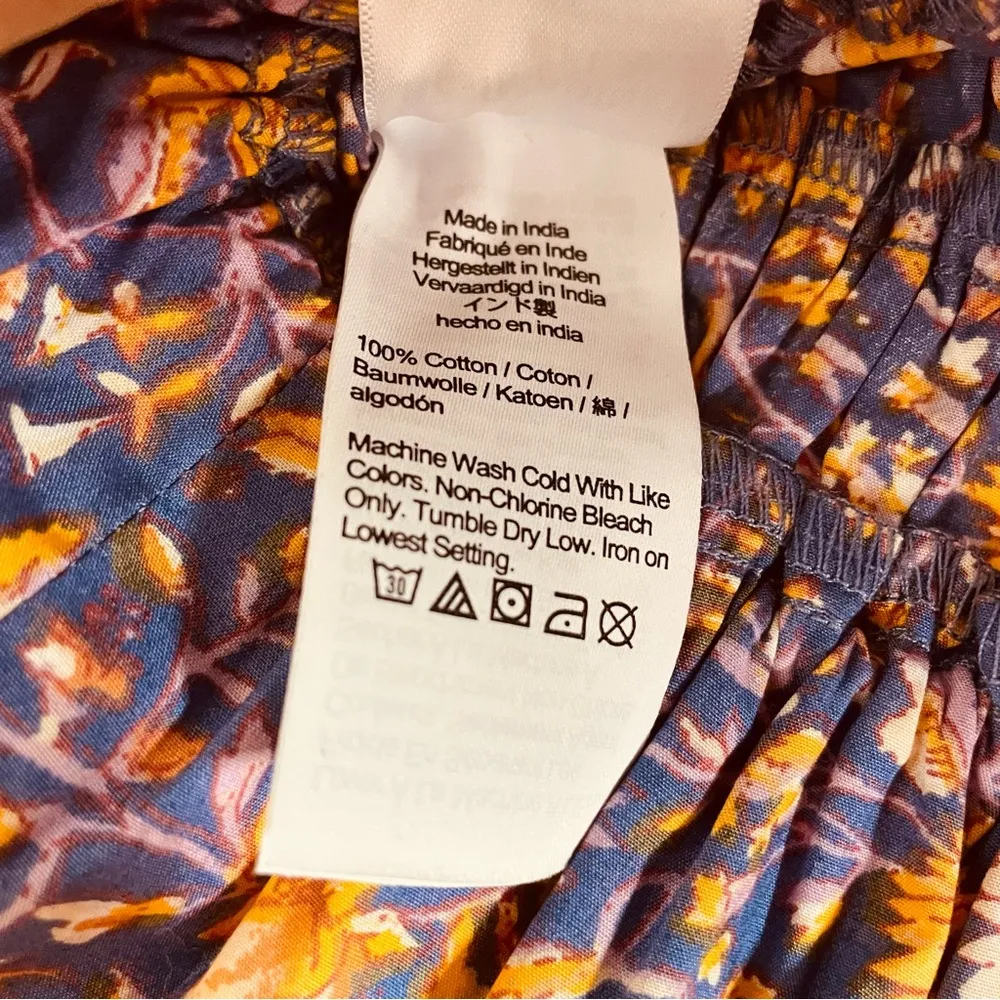 Made in India
Fabriqué en Inde
Hergestellt in Indien
Vervaardigd in India
インド製
hecho en india
100% Cotton / Coton /
Baumwolle / Katoen / 綿 /
algodón
Machine Wash Cold With Like
Colors. Non-Chlorine Bleach
Only. Tumble Dry Low. Iron on
Lowest Setting.
30